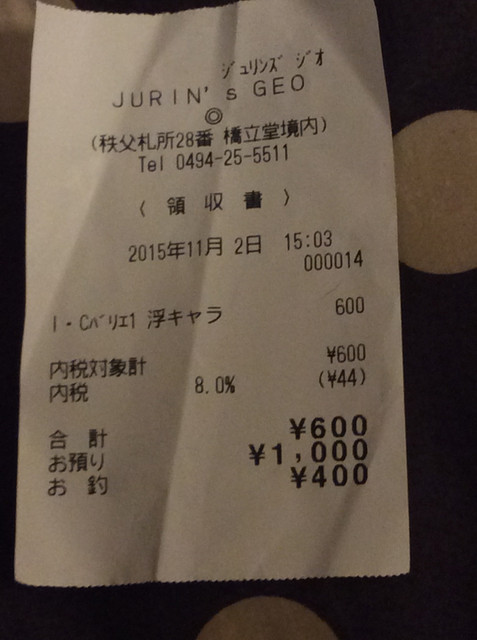 ジュリンズ ジオ
JURIN's GEO
◎
(秩父札所28番 橋立堂境内)
Tel 0494-25-5511
〈 領 収 書 〉
2015年11月 2日 15:03
000014
I・Cバリエ1 浮キャラ 600
内税対象計 ¥600
内税 8.0% (¥44)
合 計 ¥600
お預り ¥1,000
お 釣 ¥400